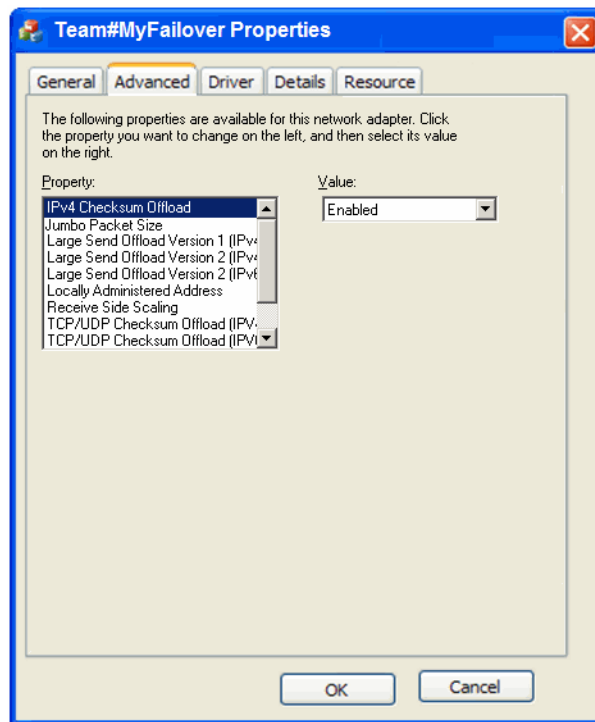 Team#MyFailover Properties
General Advanced Driver Details Resource
The following properties are available for this network adapter. Click
the property you want to change on the left, and then select its value
on the right.
Property: Value:
IPv4 Checksum Offload
Enabled
Jumbo Packet Size
Large Send Offload Version 1 (IPv4
Large Send Offload Version 2 (IPv4
Large Send Offload Version 2 (IPv6
Locally Administered Address
Receive Side Scaling
TCP/UDP Checksum Offload (IPV4
TCP/UDP Checksum Offload (IPV6
OK Cancel